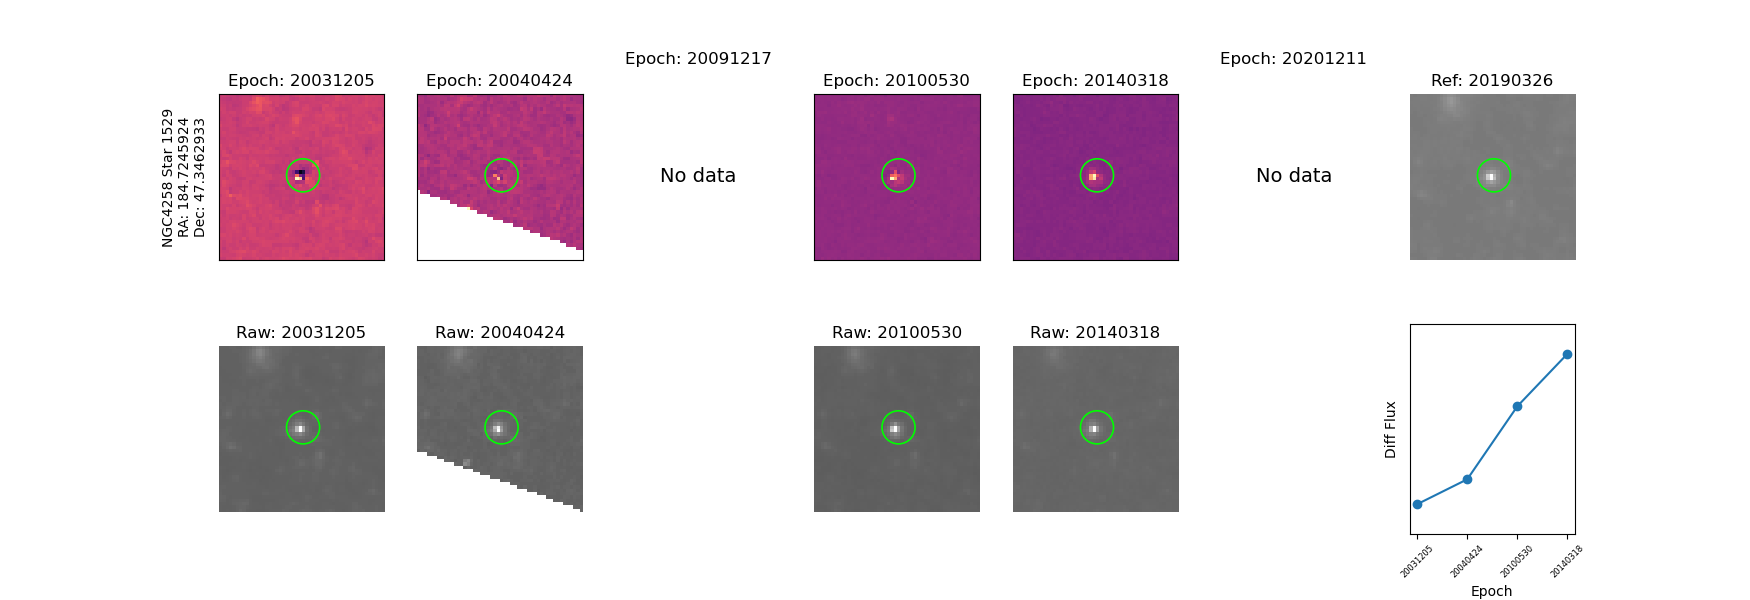 Epoch: 20031205
Epoch: 20040424
Epoch: 20091217
Epoch: 20100530
Epoch: 20140318
Epoch: 20201211
Ref: 20190326
NGC4258 Star 1529
RA: 184.7245924
Dec: 47.3462933
No data
No data
Raw: 20031205
Raw: 20040424
Raw: 20100530
Raw: 20140318
Diff Flux
20031205
20040424
20100530
20140318
Epoch